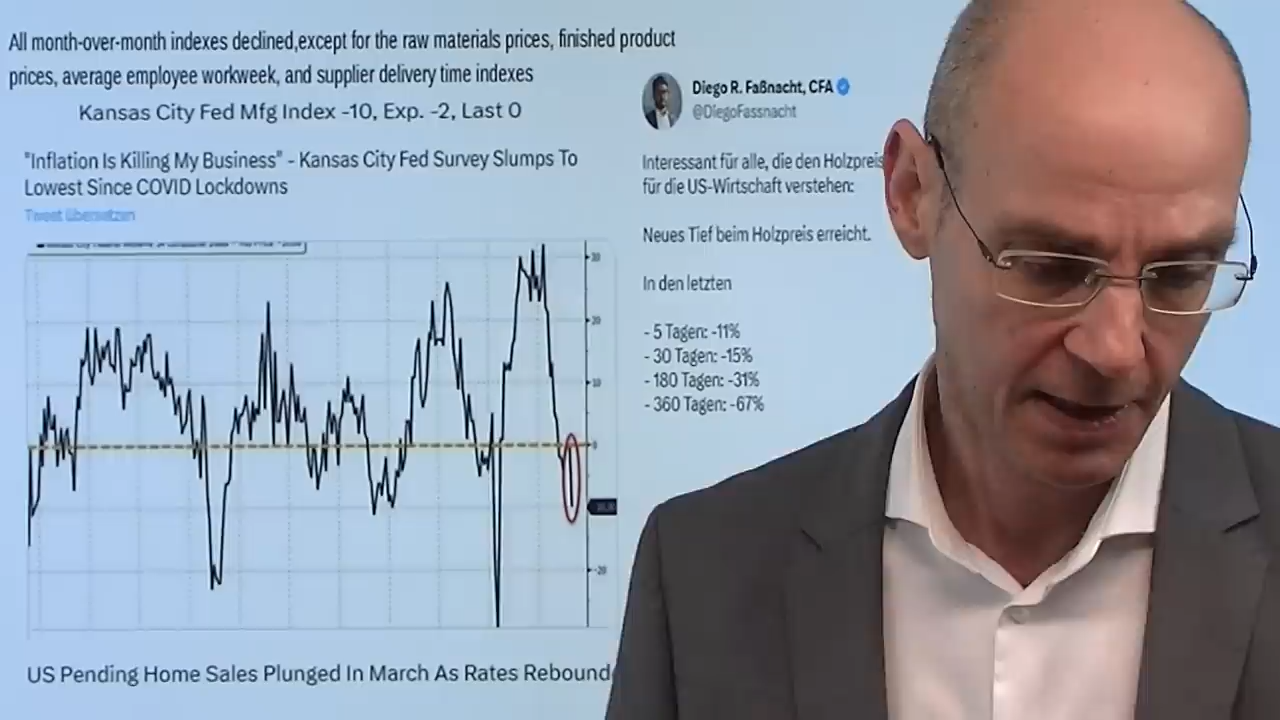 All month-over-month indexes declined,except for the raw materials prices, finished product
prices, average employee workweek, and supplier delivery time indexes
Kansas City Fed Mfg Index -10, Exp. -2, Last 0
"Inflation Is Killing My Business" - Kansas City Fed Survey Slumps To
Lowest Since COVID Lockdowns
Tweet übersetzen
30
20
10
0
-20
US Pending Home Sales Plunged In March As Rates Rebound
Diego R. Faßnacht, CFA
@DiegoFassnacht
Interessant für alle, die den Holzpreis
für die US-Wirtschaft verstehen:
Neues Tief beim Holzpreis erreicht.
In den letzten
- 5 Tagen: -11%
- 30 Tagen: -15%
- 180 Tagen: -31%
- 360 Tagen: -67%